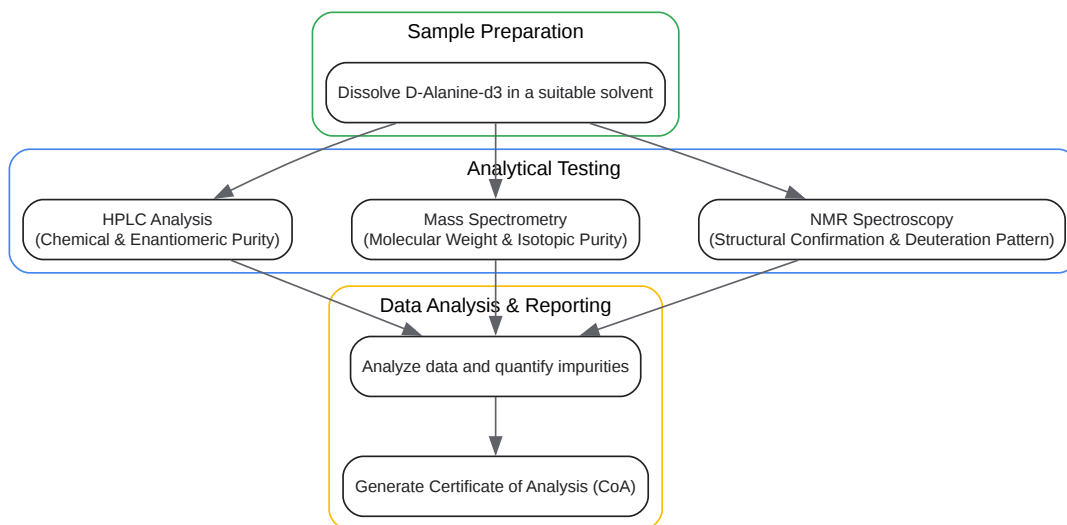 Sample Preparation
Dissolve D-Alanine-d3 in a suitable solvent
Analytical Testing
HPLC Analysis
(Chemical & Enantiomeric Purity)
Mass Spectrometry
(Molecular Weight & Isotopic Purity)
NMR Spectroscopy
(Structural Confirmation & Deuteration Pattern)
Data Analysis & Reporting
Analyze data and quantify impurities
Generate Certificate of Analysis (CoA)